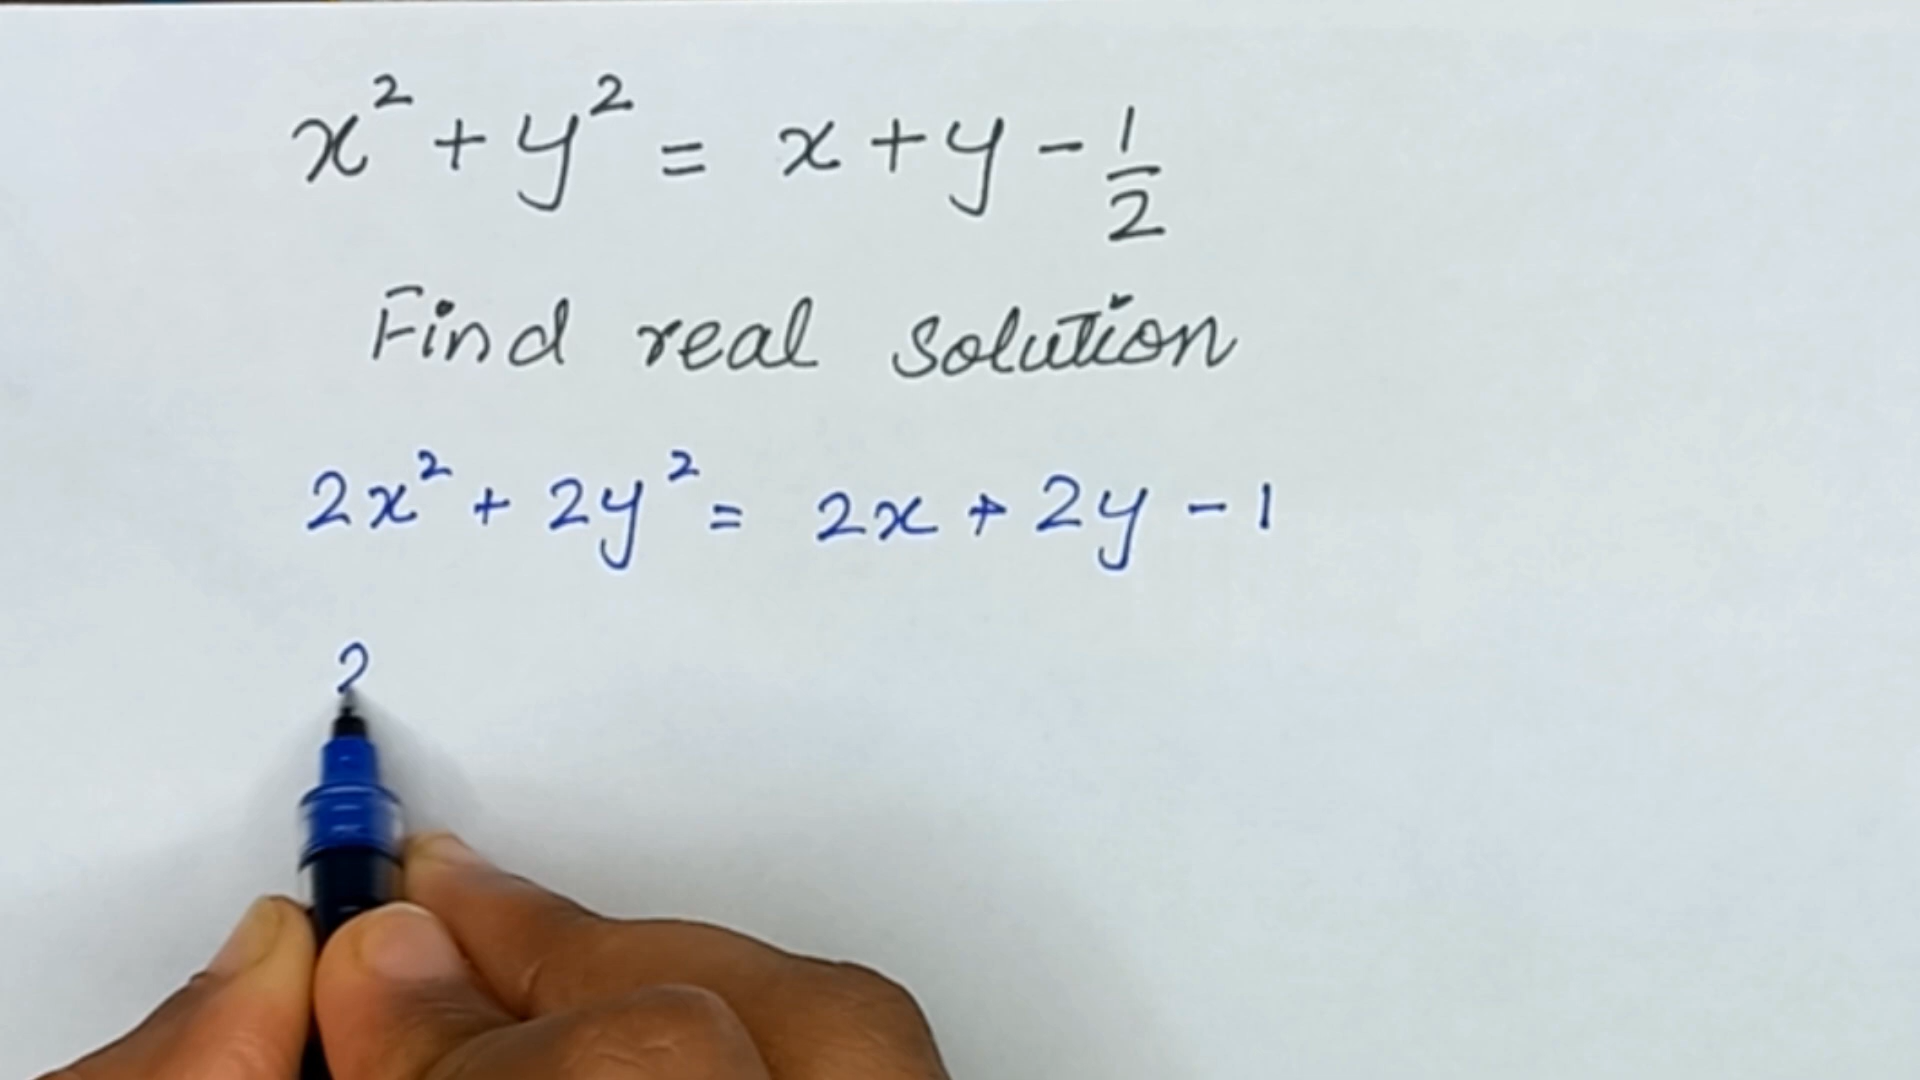 x² + y² = x + y - 1/2
Find real solution
2x² + 2y² = 2x + 2y - 1
2